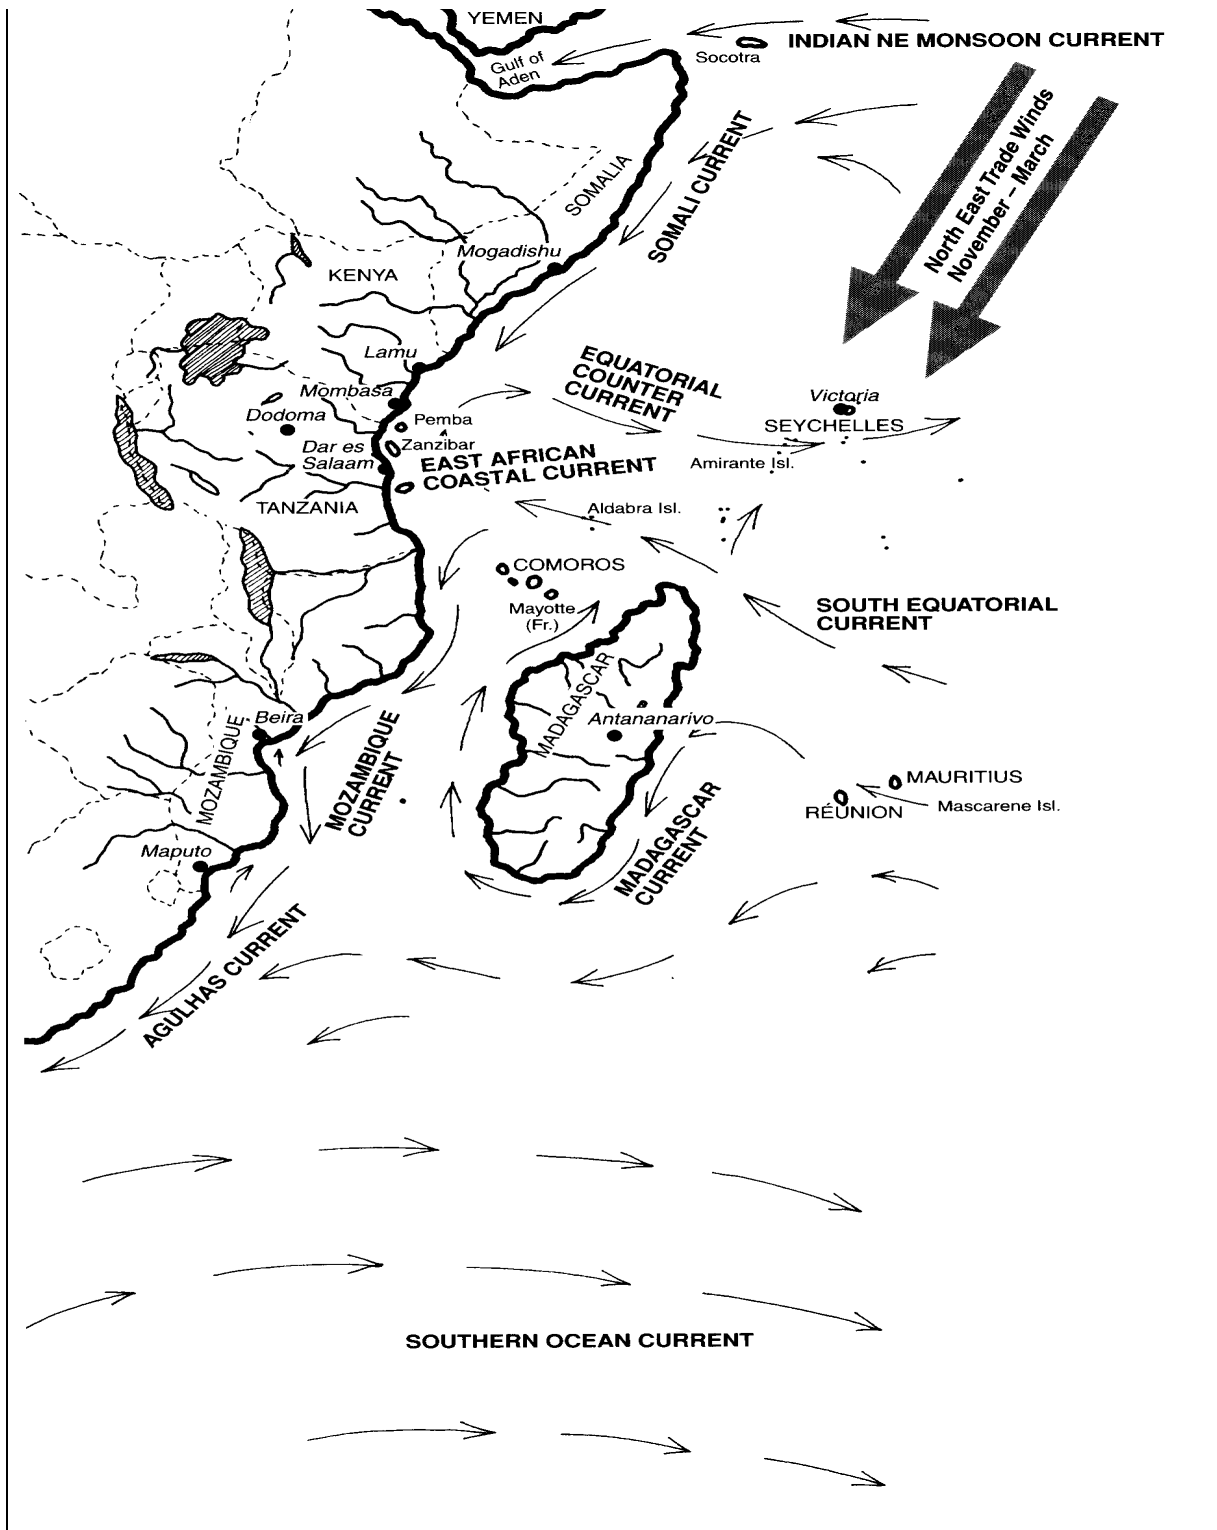 YEMEN
INDIAN NE MONSOON CURRENT
Socotra
Gulf of
Aden
North East Trade Winds
November – March
SOMALI CURRENT
SOMALIA
Mogadishu
KENYA
Lamu
EQUATORIAL
COUNTER
CURRENT
Mombasa
Victoria
Dodoma
Pemba
SEYCHELLES
Dar es
Salaam
Zanzibar
EAST AFRICAN
COASTAL CURRENT
Amirante Isl.
TANZANIA
Aldabra Isl.
COMOROS
Mayotte
(Fr.)
SOUTH EQUATORIAL
CURRENT
MADAGASCAR
Beira
Antananarivo
MOZAMBIQUE
MOZAMBIQUE
CURRENT
MAURITIUS
RÉUNION
Mascarene Isl.
MADAGASCAR
CURRENT
Maputo
AGULHAS CURRENT
SOUTHERN OCEAN CURRENT